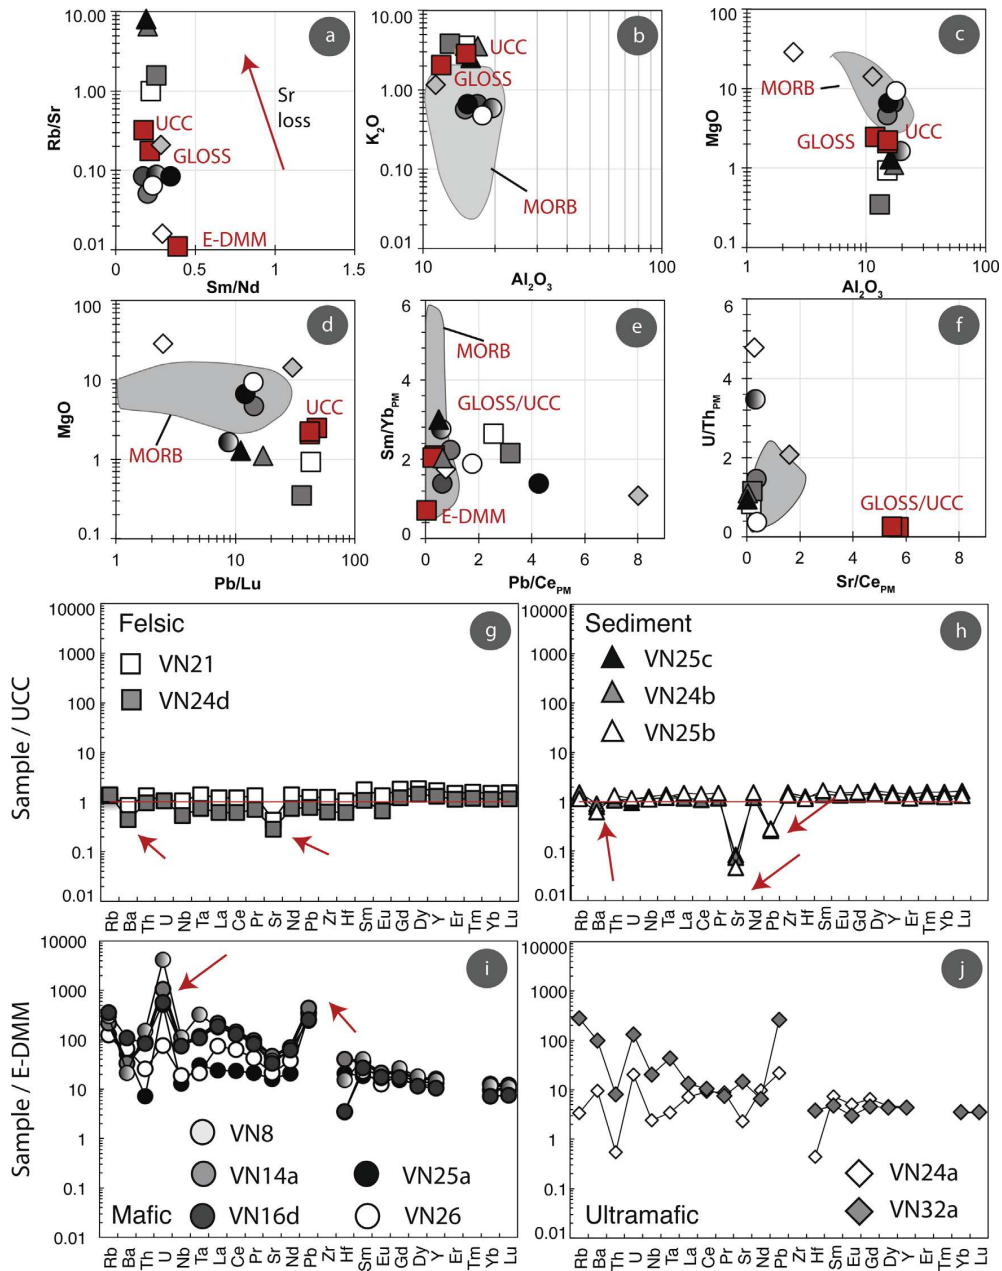 a
10.00
1.00
0.10
0.01
Rb/Sr
UCC
GLOSS
E-DMM
Sr
loss
0
0.5
1
1.5
Sm/Nd
b
10.00
1.00
0.10
0.01
K2O
UCC
GLOSS
MORB
10
100
Al2O3
c
100
10
1
0.1
MgO
MORB
GLOSS
UCC
1
10
100
Al2O3
d
100
10
1
0.1
MgO
MORB
UCC
1
10
100
Pb/Lu
e
6
4
2
0
Sm/YbPM
MORB
GLOSS/UCC
E-DMM
0
2
4
6
8
Pb/CePM
f
6
4
2
0
U/ThPM
GLOSS/UCC
0
2
4
6
8
Sr/CePM
Sample / UCC
g
Felsic
VN21
VN24d
10000
1000
100
10
1
0.1
0.01
Rb Ba Th U Nb Ta La Ce Pr Sr Nd Pb Zr Hf Sm Eu Gd Dy Y Er Tm Yb Lu
h
Sediment
VN25c
VN24b
VN25b
10000
1000
100
10
1
0.1
0.01
Rb Ba Th U Nb Ta La Ce Pr Sr Nd Pb Zr Hf Sm Eu Gd Dy Y Er Tm Yb Lu
Sample / E-DMM
i
10000
1000
100
10
1
0.1
0.01
VN8
VN14a
VN16d
VN25a
VN26
Mafic
Rb Ba Th U Nb Ta La Ce Pr Sr Nd Pb Zr Hf Sm Eu Gd Dy Y Er Tm Yb Lu
j
10000
1000
100
10
1
0.1
0.01
VN24a
VN32a
Ultramafic
Rb Ba Th U Nb Ta La Ce Pr Sr Nd Pb Zr Hf Sm Eu Gd Dy Y Er Tm Yb Lu